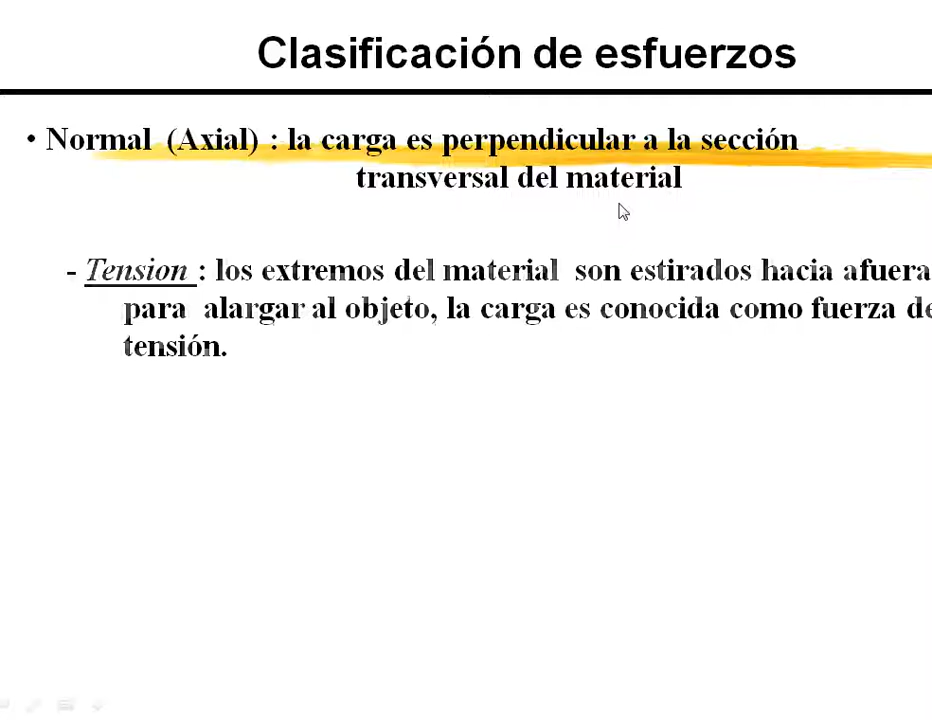 Clasificación de esfuerzos
• Normal (Axial) : la carga es perpendicular a la sección
transversal del material
- Tension : los extremos del material son estirados hacia afuera
para alargar al objeto, la carga es conocida como fuerza de
tensión.